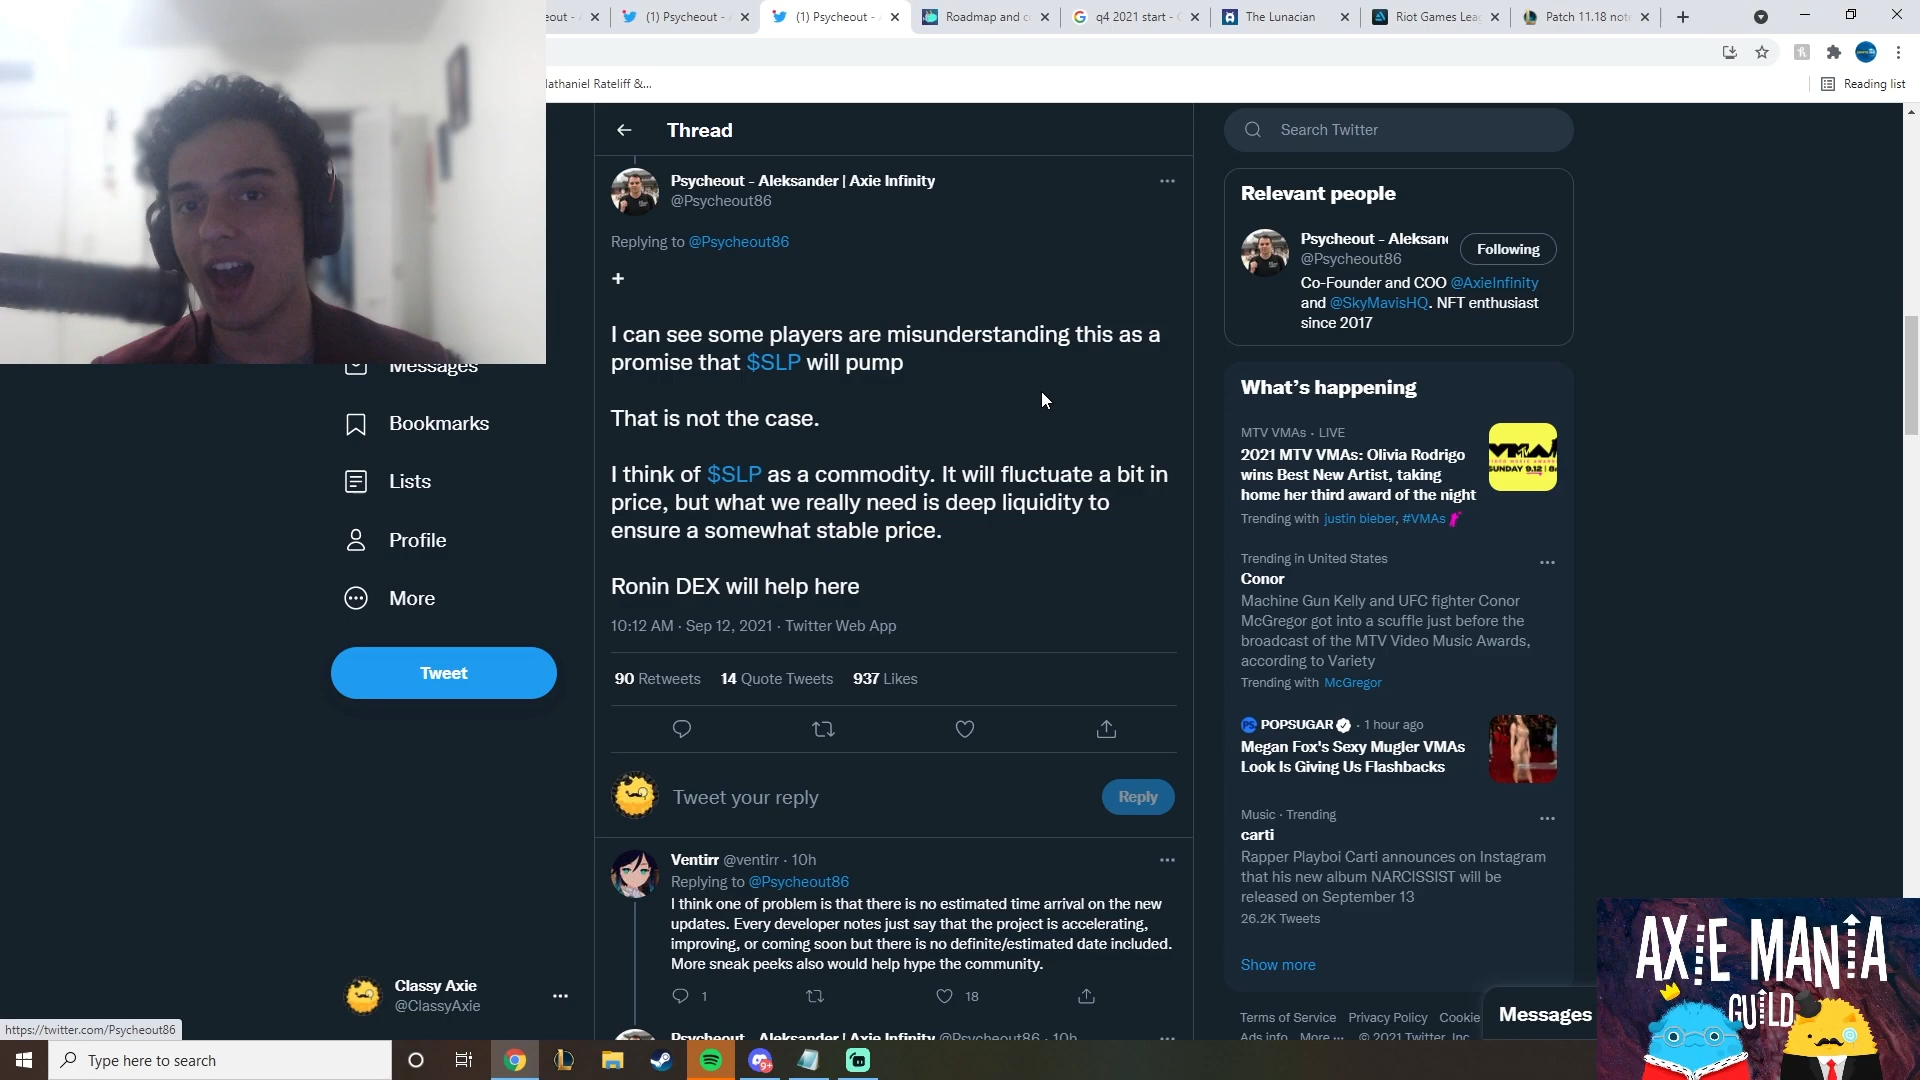 eout -
(1) Psycheout -
(1) Psycheout -
Roadmap and c
q4 2021 start -
The Lunacian
Riot Games Lea
Patch 11.18 not
athaniel Rateliff &...
Reading list
Thread
Search Twitter
Psycheout - Aleksander | Axie Infinity
@Psycheout86
Replying to @Psycheout86
+
I can see some players are misunderstanding this as a
promise that $SLP will pump
That is not the case.
I think of $SLP as a commodity. It will fluctuate a bit in
price, but what we really need is deep liquidity to
ensure a somewhat stable price.
Ronin DEX will help here
10:12 AM · Sep 12, 2021 · Twitter Web App
90 Retweets 14 Quote Tweets 937 Likes
Tweet your reply
Reply
Ventirr @ventirr · 10h
Replying to @Psycheout86
I think one of problem is that there is no estimated time arrival on the new
updates. Every developer notes just say that the project is accelerating,
improving, or coming soon but there is no definite/estimated date included.
More sneak peeks also would help hype the community.
1
18
Psycheout - Aleksander | Axie Infinity @Psycheout86 · 10h
Messages
Bookmarks
Lists
Profile
More
Tweet
Classy Axie
@ClassyAxie
https://twitter.com/Psycheout86
Relevant people
Psycheout - Aleksan
@Psycheout86
Following
Co-Founder and COO @AxieInfinity
and @SkyMavisHQ. NFT enthusiast
since 2017
What's happening
MTV VMAs · LIVE
2021 MTV VMAs: Olivia Rodrigo
wins Best New Artist, taking
home her third award of the night
Trending with justin bieber, #VMAs
Trending in United States
Conor
Machine Gun Kelly and UFC fighter Conor
McGregor got into a scuffle just before the
broadcast of the MTV Video Music Awards,
according to Variety
Trending with McGregor
POPSUGAR · 1 hour ago
Megan Fox's Sexy Mugler VMAs
Look Is Giving Us Flashbacks
Music · Trending
carti
Rapper Playboi Carti announces on Instagram
that his new album NARCISSIST will be
released on September 13
26.2K Tweets
Show more
Terms of Service Privacy Policy Cookie
Ads info More ··· © 2021 Twitter, Inc.
Messages
AXIE MANIA
GUILD
Type here to search
9+